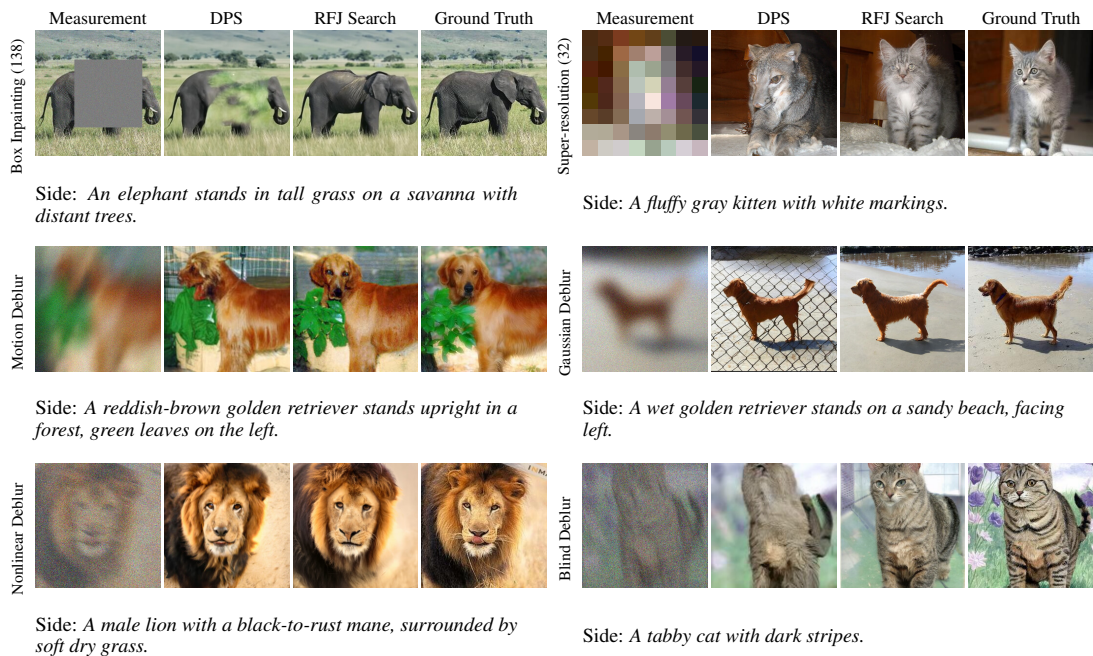 Measurement DPS RFJ Search Ground Truth
Box Inpainting (138)
Side: An elephant stands in tall grass on a savanna with
distant trees.
Measurement DPS RFJ Search Ground Truth
Super-resolution (32)
Side: A fluffy gray kitten with white markings.
Motion Deblur
Side: A reddish-brown golden retriever stands upright in a
forest, green leaves on the left.
Gaussian Deblur
Side: A wet golden retriever stands on a sandy beach, facing
left.
Nonlinear Deblur
Side: A male lion with a black-to-rust mane, surrounded by
soft dry grass.
Blind Deblur
Side: A tabby cat with dark stripes.